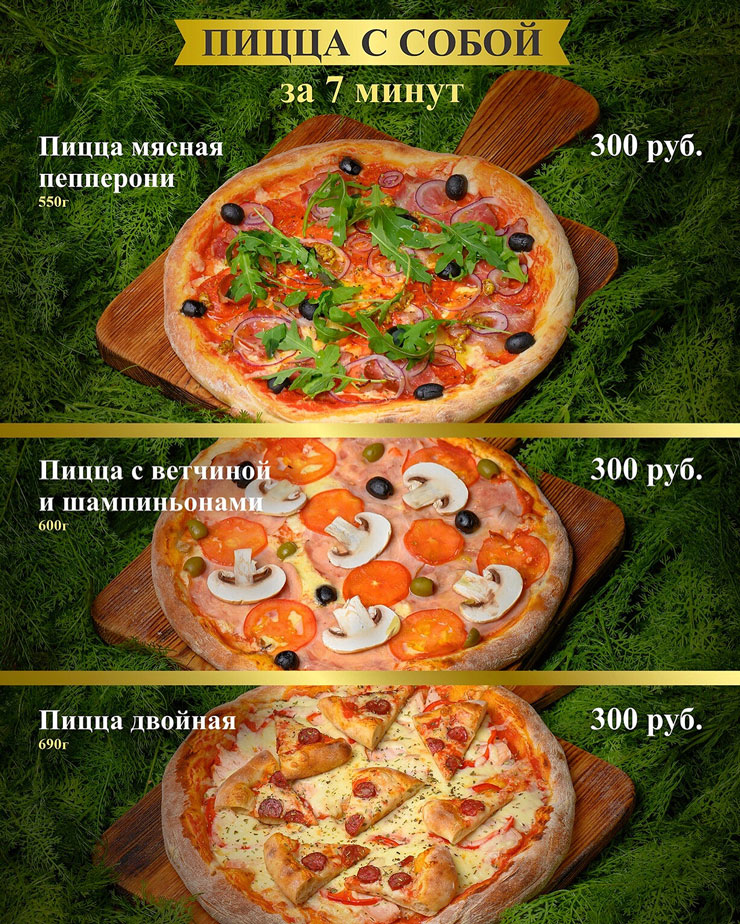 ПИЦЦА С СОБОЙ
за 7 минут
Пицца мясная
пепперони
550г
300 руб.
Пицца с ветчиной
и шампиньонами
600г
300 руб.
Пицца двойная
690г
300 руб.